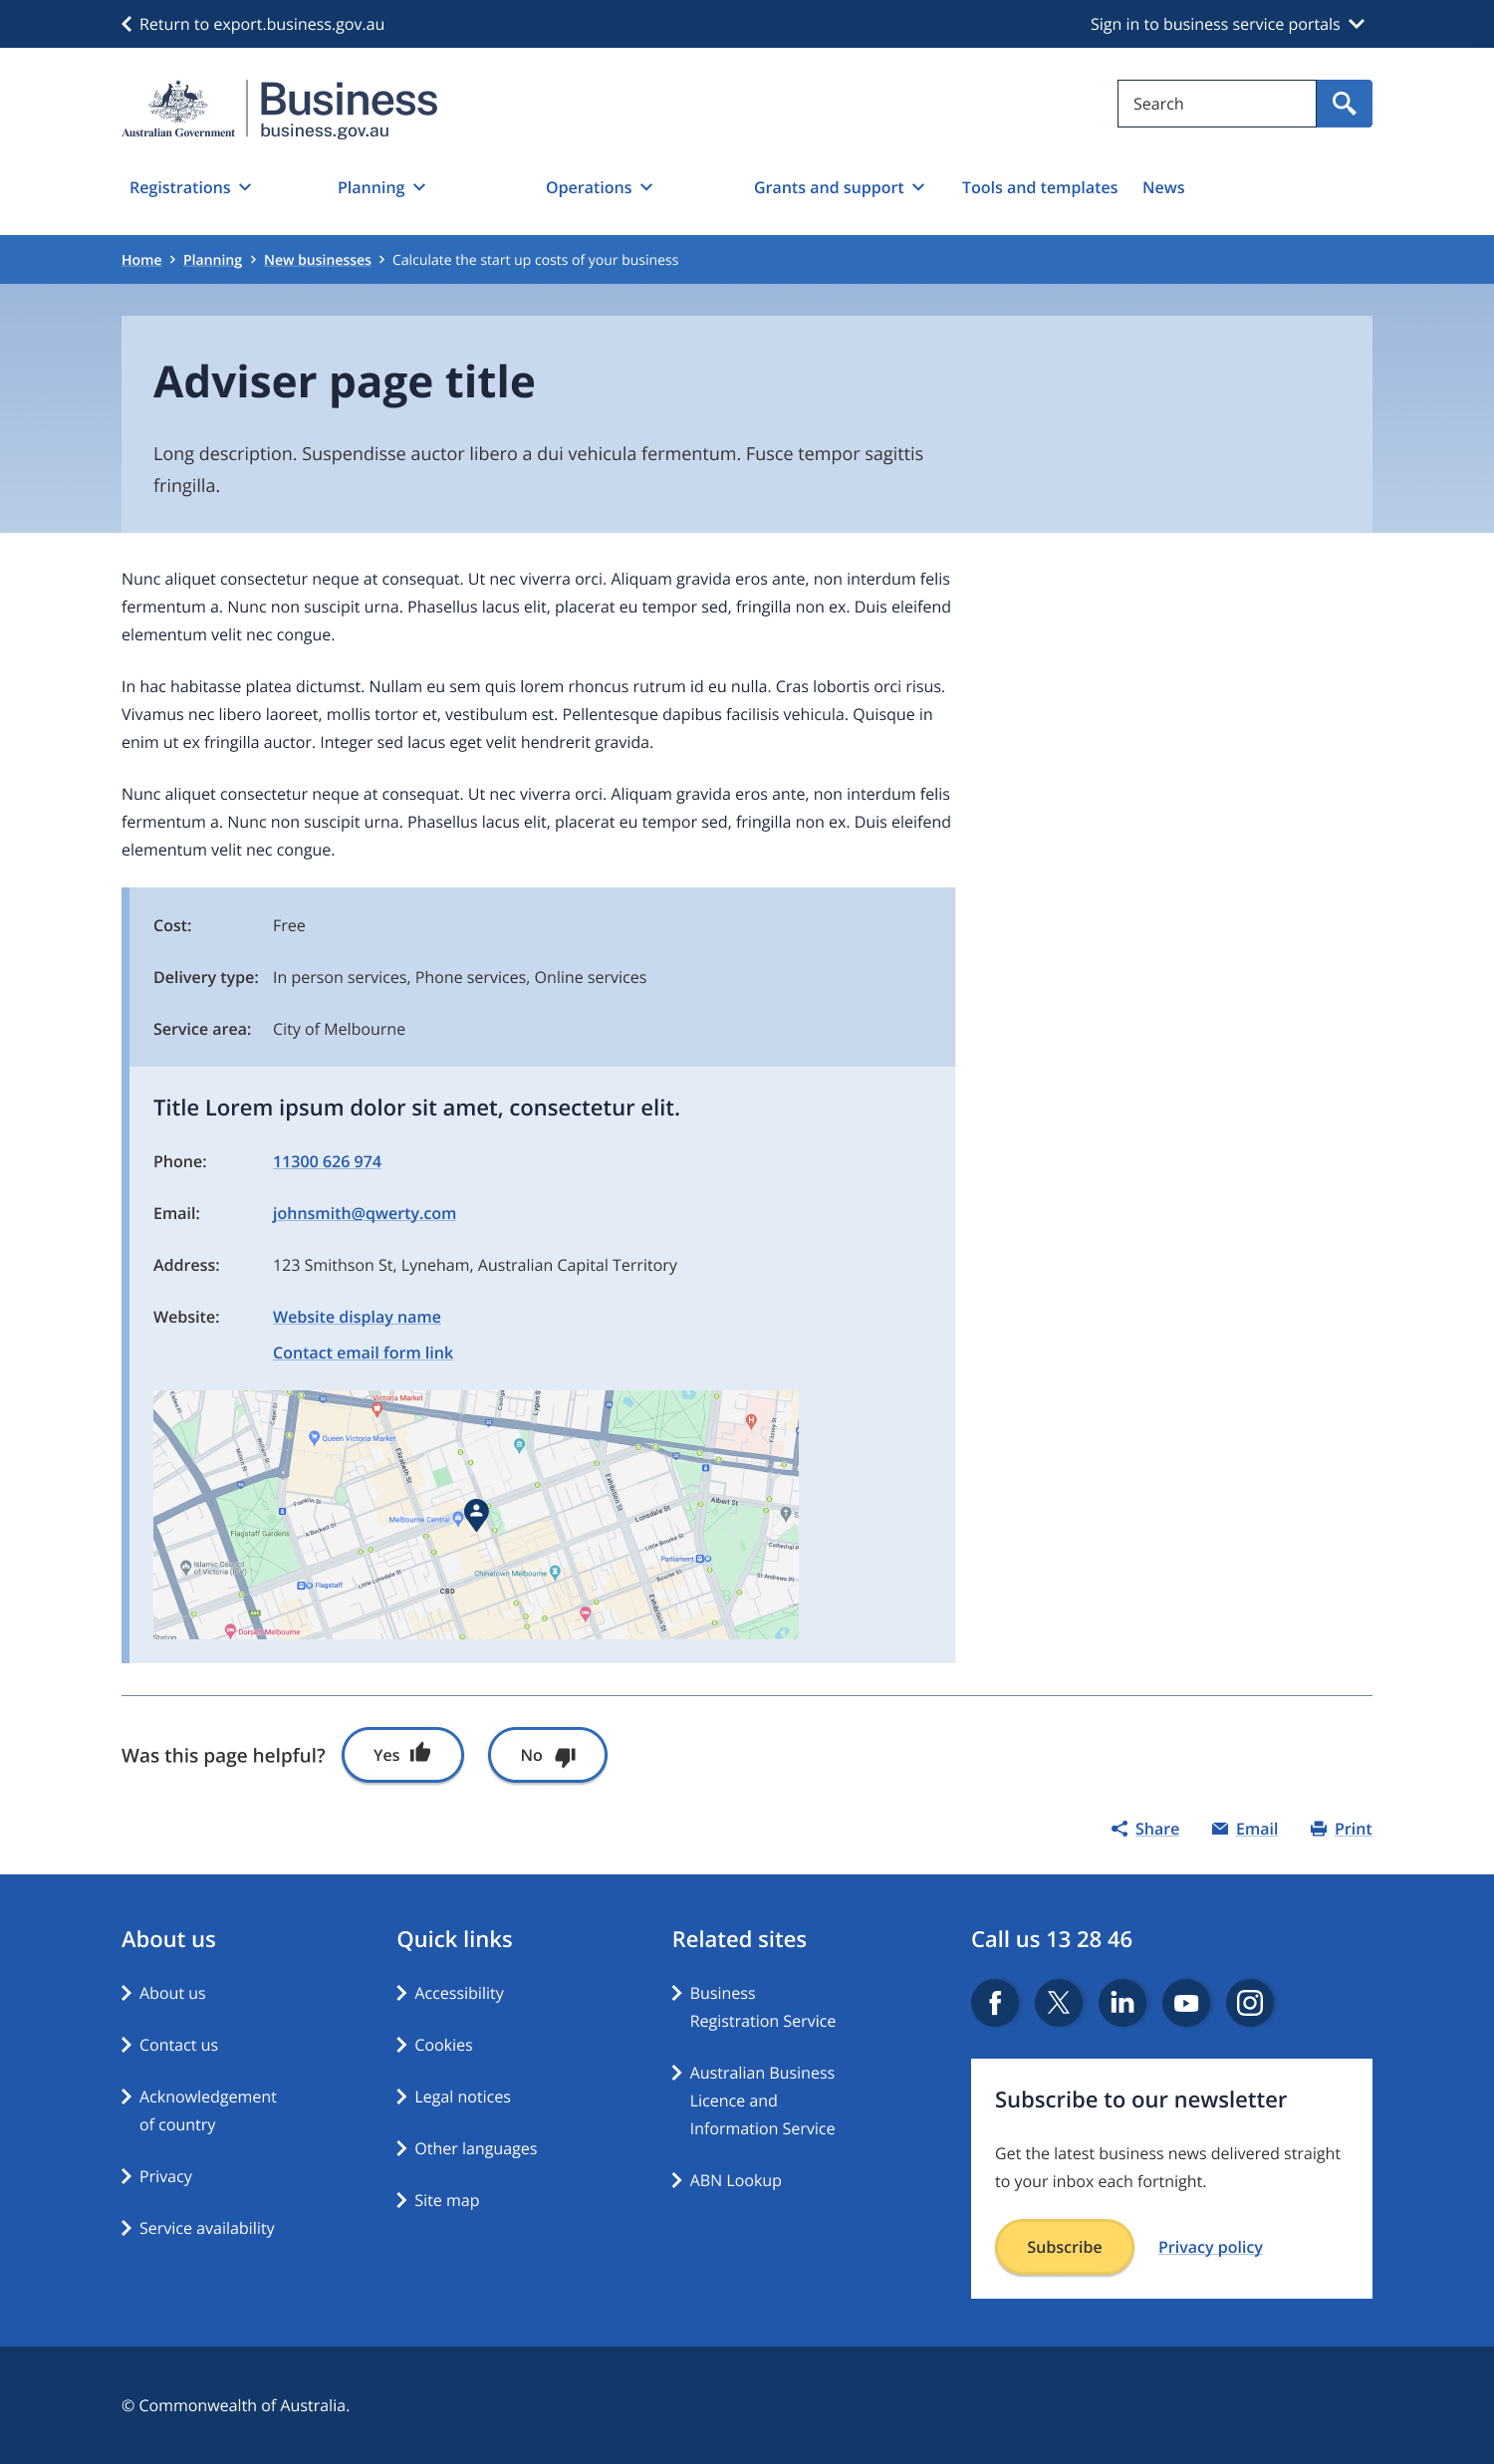 Return to export.business.gov.au
Sign in to business service portals
Australian Government
Business
business.gov.au
Search
Registrations
Planning
Operations
Grants and support
Tools and templates
News
Home > Planning > New businesses > Calculate the start up costs of your business
Adviser page title
Long description. Suspendisse auctor libero a dui vehicula fermentum. Fusce tempor sagittis
fringilla.
Nunc aliquet consectetur neque at consequat. Ut nec viverra orci. Aliquam gravida eros ante, non interdum felis
fermentum a. Nunc non suscipit urna. Phasellus lacus elit, placerat eu tempor sed, fringilla non ex. Duis eleifend
elementum velit nec congue.
In hac habitasse platea dictumst. Nullam eu sem quis lorem rhoncus rutrum id eu nulla. Cras lobortis orci risus.
Vivamus nec libero laoreet, mollis tortor et, vestibulum est. Pellentesque dapibus facilisis vehicula. Quisque in
enim ut ex fringilla auctor. Integer sed lacus eget velit hendrerit gravida.
Nunc aliquet consectetur neque at consequat. Ut nec viverra orci. Aliquam gravida eros ante, non interdum felis
fermentum a. Nunc non suscipit urna. Phasellus lacus elit, placerat eu tempor sed, fringilla non ex. Duis eleifend
elementum velit nec congue.
Cost: Free
Delivery type: In person services, Phone services, Online services
Service area: City of Melbourne
Title Lorem ipsum dolor sit amet, consectetur elit.
Phone: 11300 626 974
Email: johnsmith@qwerty.com
Address: 123 Smithson St, Lyneham, Australian Capital Territory
Website: Website display name
Contact email form link
Victoria Market
Lygon S
Capel St
Queen Victoria Market
William St
Milton St
Elizabeth St
Fitzroy St
Franklin St
A'Beckett St
Exhibition St
Albert St
Lonsdale St
Melbourne Central
Flagstaff Gardens
Little Bourke St
Cathedral P
Islamic Council
of Victoria (ICV)
Parliament
Chinatown Melbourne
Bourke St
St Andrews Pl
Flagstaff
Little Lonsdale St
CBD
Exhibition St
Dorsett Melbourne
Station
Was this page helpful?
Yes
No
Share
Email
Print
About us
About us
Contact us
Acknowledgement
of country
Privacy
Service availability
Quick links
Accessibility
Cookies
Legal notices
Other languages
Site map
Related sites
Business
Registration Service
Australian Business
Licence and
Information Service
ABN Lookup
Call us 13 28 46
Subscribe to our newsletter
Get the latest business news delivered straight
to your inbox each fortnight.
Subscribe
Privacy policy
© Commonwealth of Australia.